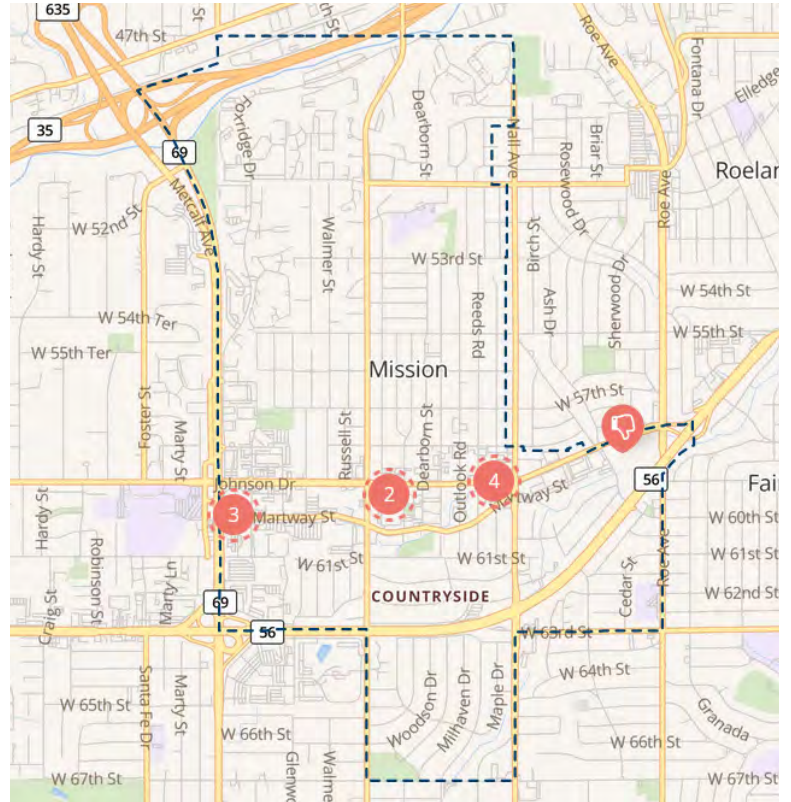 635
47th St
35
69
Foxridge Dr
Dearborn St
Nall Ave
Roe Ave
Fontana Dr
Elledge
Briar St
Rosewood Dr
Roelan
Metcalf Ave
W 52nd St
Hardy St
Walmer St
W 53rd St
Birch St
Roe Ave
Sherwood Dr
Reeds Rd
Ash Dr
W 54th St
W 54th Ter
W 55th St
W 55th Ter
Mission
Foster St
Marty St
Russell St
Dearborn St
Outlook Rd
W 57th St
Johnson Dr
2
4
56
Fai
3
Martway St
Martway St
Hardy St
W 60th St
Robinson St
Marty Ln
W 61st St
W 61st St
W 61st St
Roe Ave
Craig St
69
COUNTRYSIDE
Cedar St
W 62nd St
56
W 63rd St
Santa Fe Dr
Marty St
W 65th St
Woodson Dr
Milhaven Dr
Maple Dr
W 64th St
Granada
W 66th St
W 66th St
W 67th St
Glenwo
Walme
W 67th St